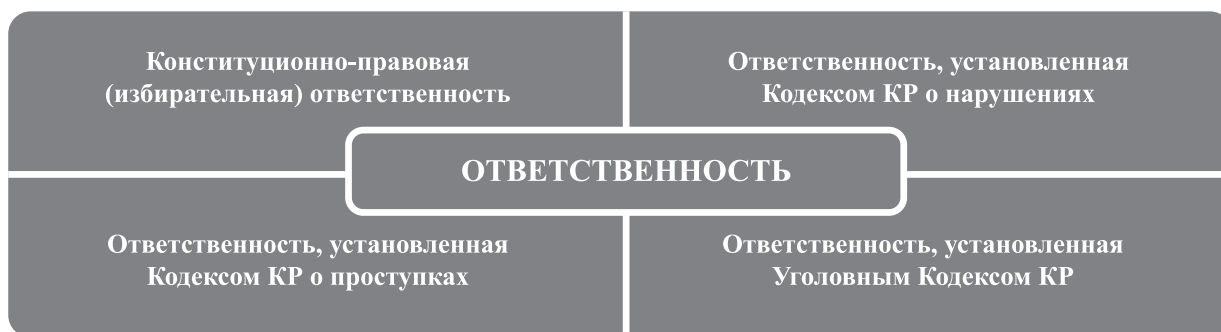 Конституционно-правовая
(избирательная) ответственность
Ответственность, установленная
Кодексом КР о нарушениях
ОТВЕТСТВЕННОСТЬ
Ответственность, установленная
Кодексом КР о проступках
Ответственность, установленная
Уголовным Кодексом КР